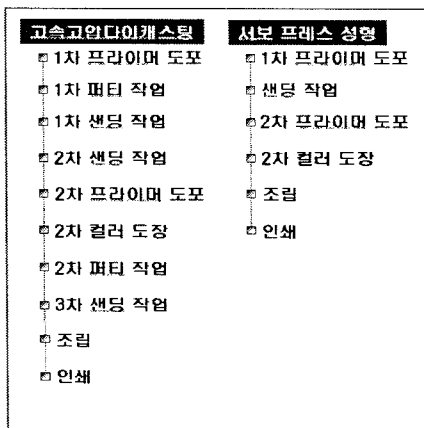 고속고압다이캐스팅
1차 프라이머 도포
1차 퍼티 작업
1차 샌딩 작업
2차 샌딩 작업
2차 프라이머 도포
2차 컬러 도장
2차 퍼티 작업
3차 샌딩 작업
조립
인쇄
서보 프레스 성형
1차 프라이머 도포
샌딩 작업
2차 프라이머 도포
2차 컬러 도장
조립
인쇄